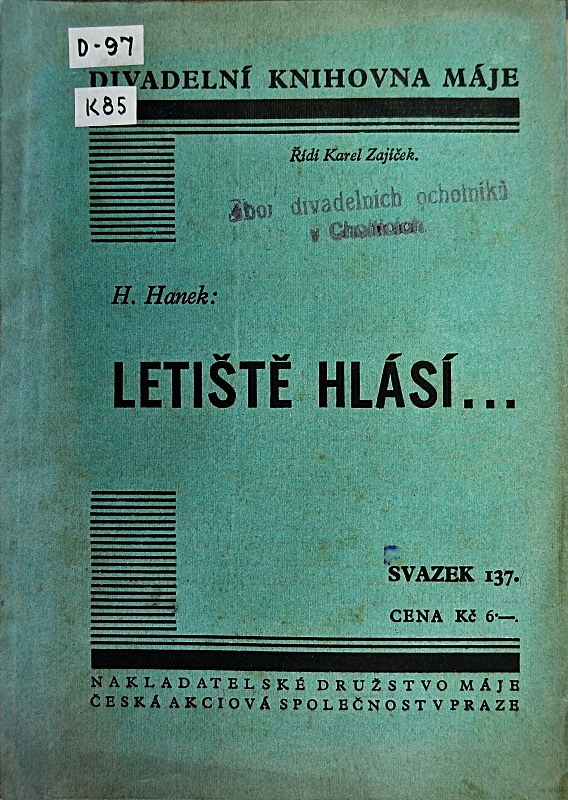 D-97
DIVADELNÍ KNIHOVNA MÁJE
K85
Řídí Karel Zajíček.
Sbor divadelních ochotníků
v
H. Hanek:
LETIŠTĚ HLÁSÍ...
SVAZEK 137.
CENA Kč 6·—.
NAKLADATELSKÉ DRUŽSTVO MÁJE
ČESKÁ AKCIOVÁ SPOLEČNOST V PRAZE